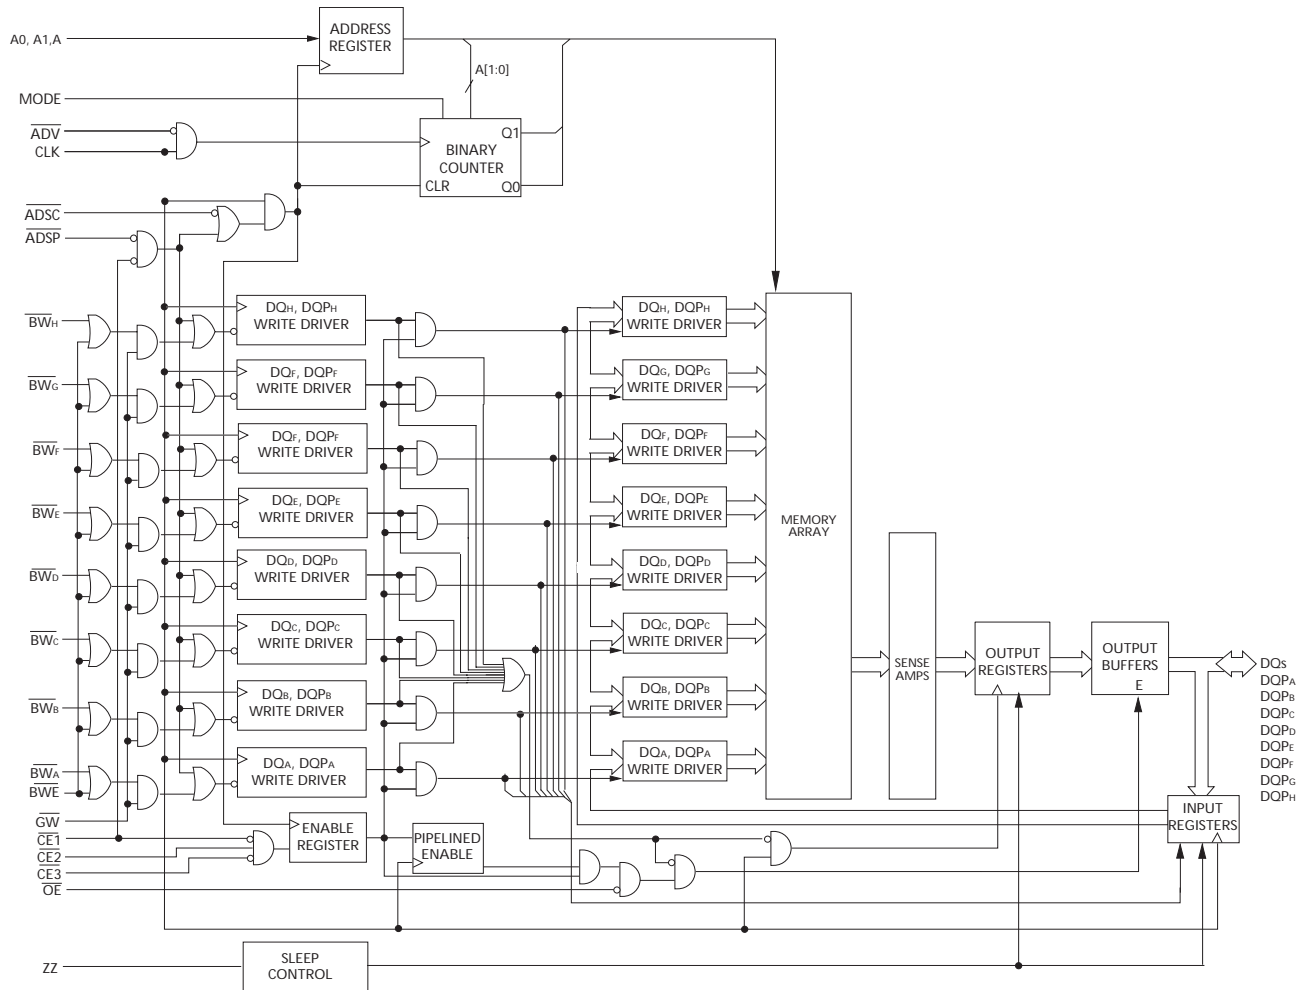 A0, A1,A
ADDRESS
REGISTER
A[1:0]
MODE
ADV
CLK
BINARY
COUNTER
CLR
Q1
Q0
ADSC
ADSP
BWH
DQH, DQPH
WRITE DRIVER
DQH, DQPH
WRITE DRIVER
BWG
DQF, DQPF
WRITE DRIVER
DQG, DQPG
WRITE DRIVER
BWF
DQF, DQPF
WRITE DRIVER
DQF, DQPF
WRITE DRIVER
BWE
DQE, DQPE
WRITE DRIVER
DQE, DQPE
WRITE DRIVER
MEMORY
ARRAY
BWD
DQD, DQPD
WRITE DRIVER
DQD, DQPD
WRITE DRIVER
BWC
DQC, DQPC
WRITE DRIVER
DQC, DQPC
WRITE DRIVER
SENSE
AMPS
OUTPUT
REGISTERS
OUTPUT
BUFFERS
E
DQs
DQPA
DQPB
DQPC
DQPD
DQPE
DQPF
DQPG
DQPH
BWB
DQB, DQPB
WRITE DRIVER
DQB, DQPB
WRITE DRIVER
BWA
BWE
DQA, DQPA
WRITE DRIVER
DQA, DQPA
WRITE DRIVER
INPUT
REGISTERS
GW
CE1
CE2
CE3
OE
ENABLE
REGISTER
PIPELINED
ENABLE
ZZ
SLEEP
CONTROL